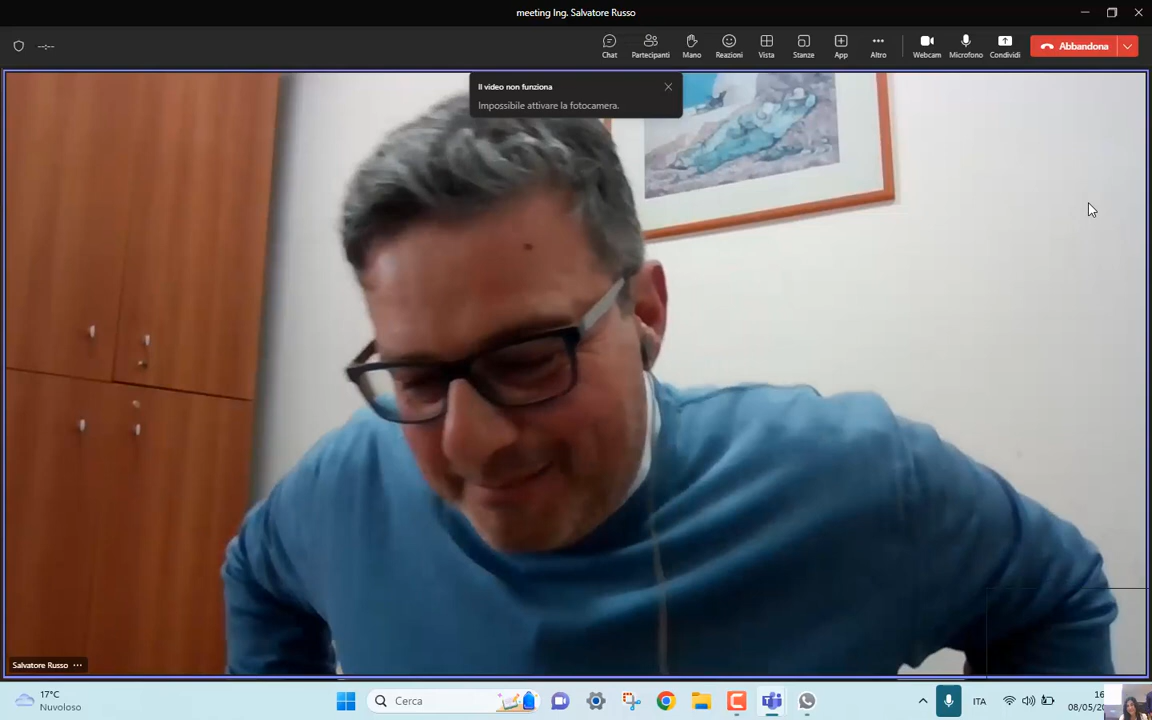 meeting Ing. Salvatore Russo
--:--
Chat
Partecipanti
Mano
Reazioni
Vista
Stanze
App
Altro
Webcam
Microfono
Condividi
Abbandona
Il video non funziona
Impossibile attivare la fotocamera.
Salvatore Russo
17°C
Nuvoloso
Cerca
ITA
16
08/05/20